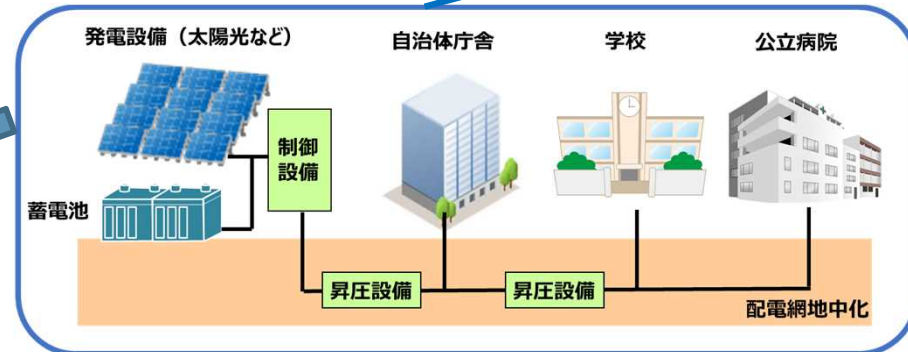 発電設備（太陽光など）
自治体庁舎
学校
公立病院
制御
設備
蓄電池
昇圧設備
昇圧設備
配電網地中化